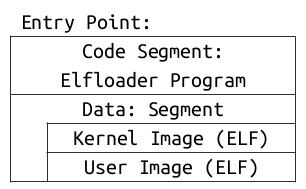 Entry Point:
Code Segment:
Elfloader Program
Data: Segment
Kernel Image (ELF)
User Image (ELF)